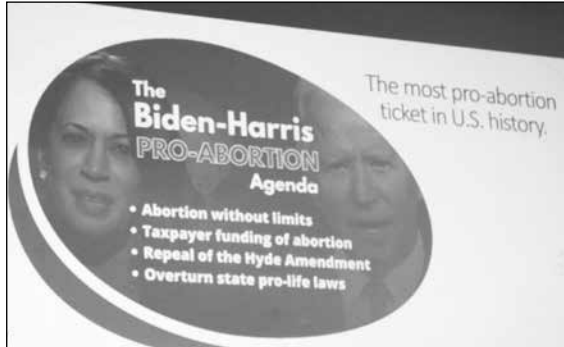 The
Biden-Harris
PRO-ABORTION
Agenda
• Abortion without limits
• Taxpayer funding of abortion
• Repeal of the Hyde Amendment
• Overturn state pro-life laws
The most pro-abortion
ticket in U.S. history.